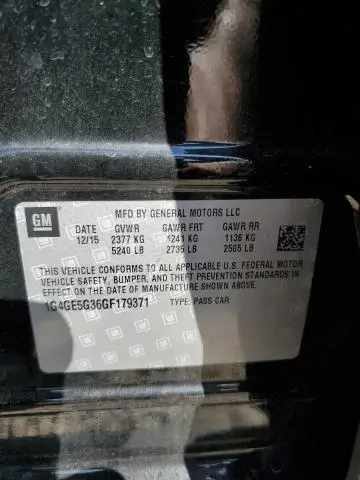 MFD BY GENERAL MOTORS LLC
GM
DATE GVWR GAWR FRT GAWR RR
12/15 2377 KG 1241 KG 1136 KG
5240 LB 2735 LB 2505 LB
THIS VEHICLE CONFORMS TO ALL APPLICABLE U.S. FEDERAL MOTOR
VEHICLE SAFETY, BUMPER, AND THEFT PREVENTION STANDARDS IN
EFFECT ON THE DATE OF MANUFACTURE SHOWN ABOVE.
1G4GE5G36GF179371 TYPE: PASS CAR